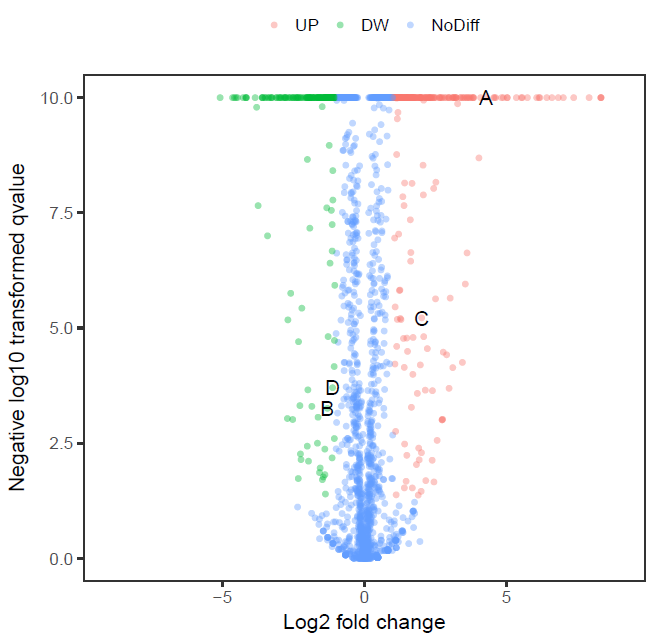 UP DW NoDiff
10.0
A
7.5
Negative log10 transformed qvalue
5.0
C
D
B
2.5
0.0
−5 0 5
Log2 fold change